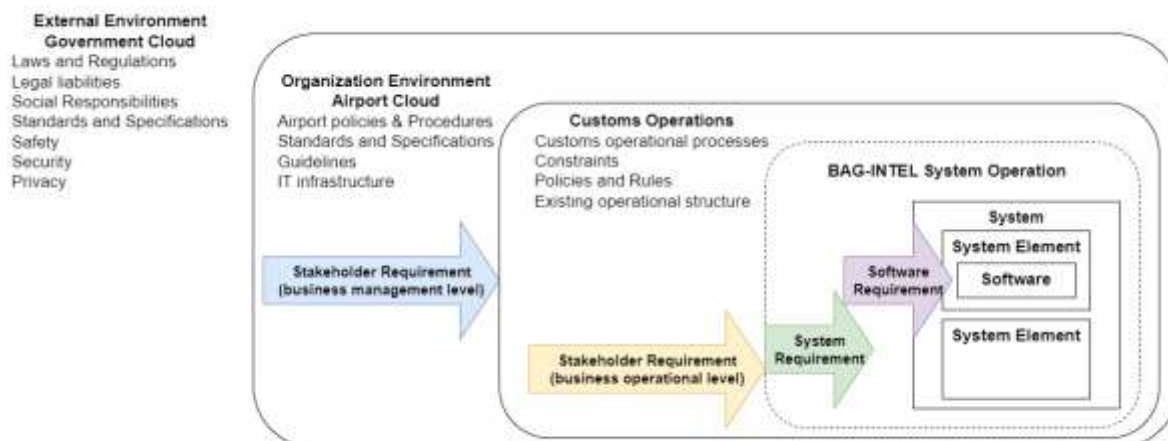 External Environment
Government Cloud
Laws and Regulations
Legal liabilities
Social Responsibilities
Standards and Specifications
Safety
Security
Privacy
Organization Environment
Airport Cloud
Airport policies & Procedures
Standards and Specifications
Guidelines
IT infrastructure
Customs Operations
Customs operational processes
Constraints
Policies and Rules
Existing operational structure
BAG-INTEL System Operation
System
System Element
Software
System Element
Stakeholder Requirement
(business management level)
Software
Requirement
System
Requirement
Stakeholder Requirement
(business operational level)